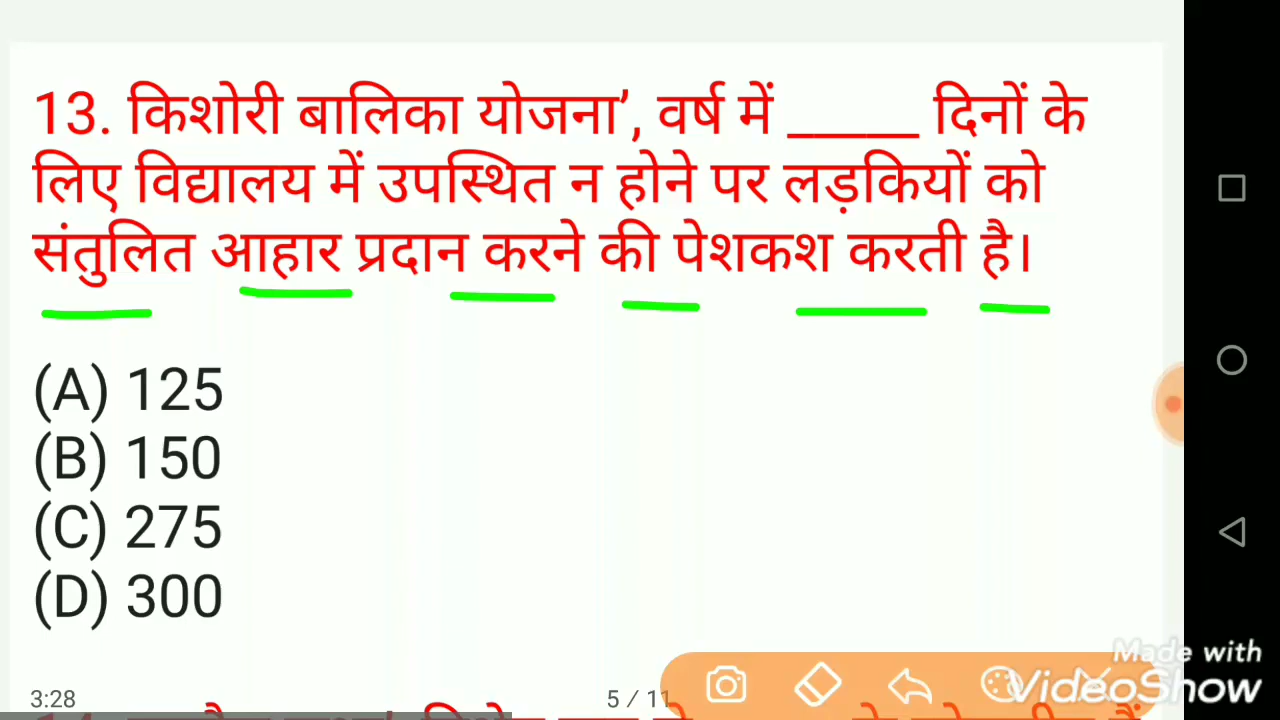 13. किशोरी बालिका योजना’, वर्ष में _____ दिनों के
लिए विद्यालय में उपस्थित न होने पर लड़कियों को
संतुलित आहार प्रदान करने की पेशकश करती है।
(A) 125
(B) 150
(C) 275
(D) 300
3:28
5 / 11
Made with
VideoShow